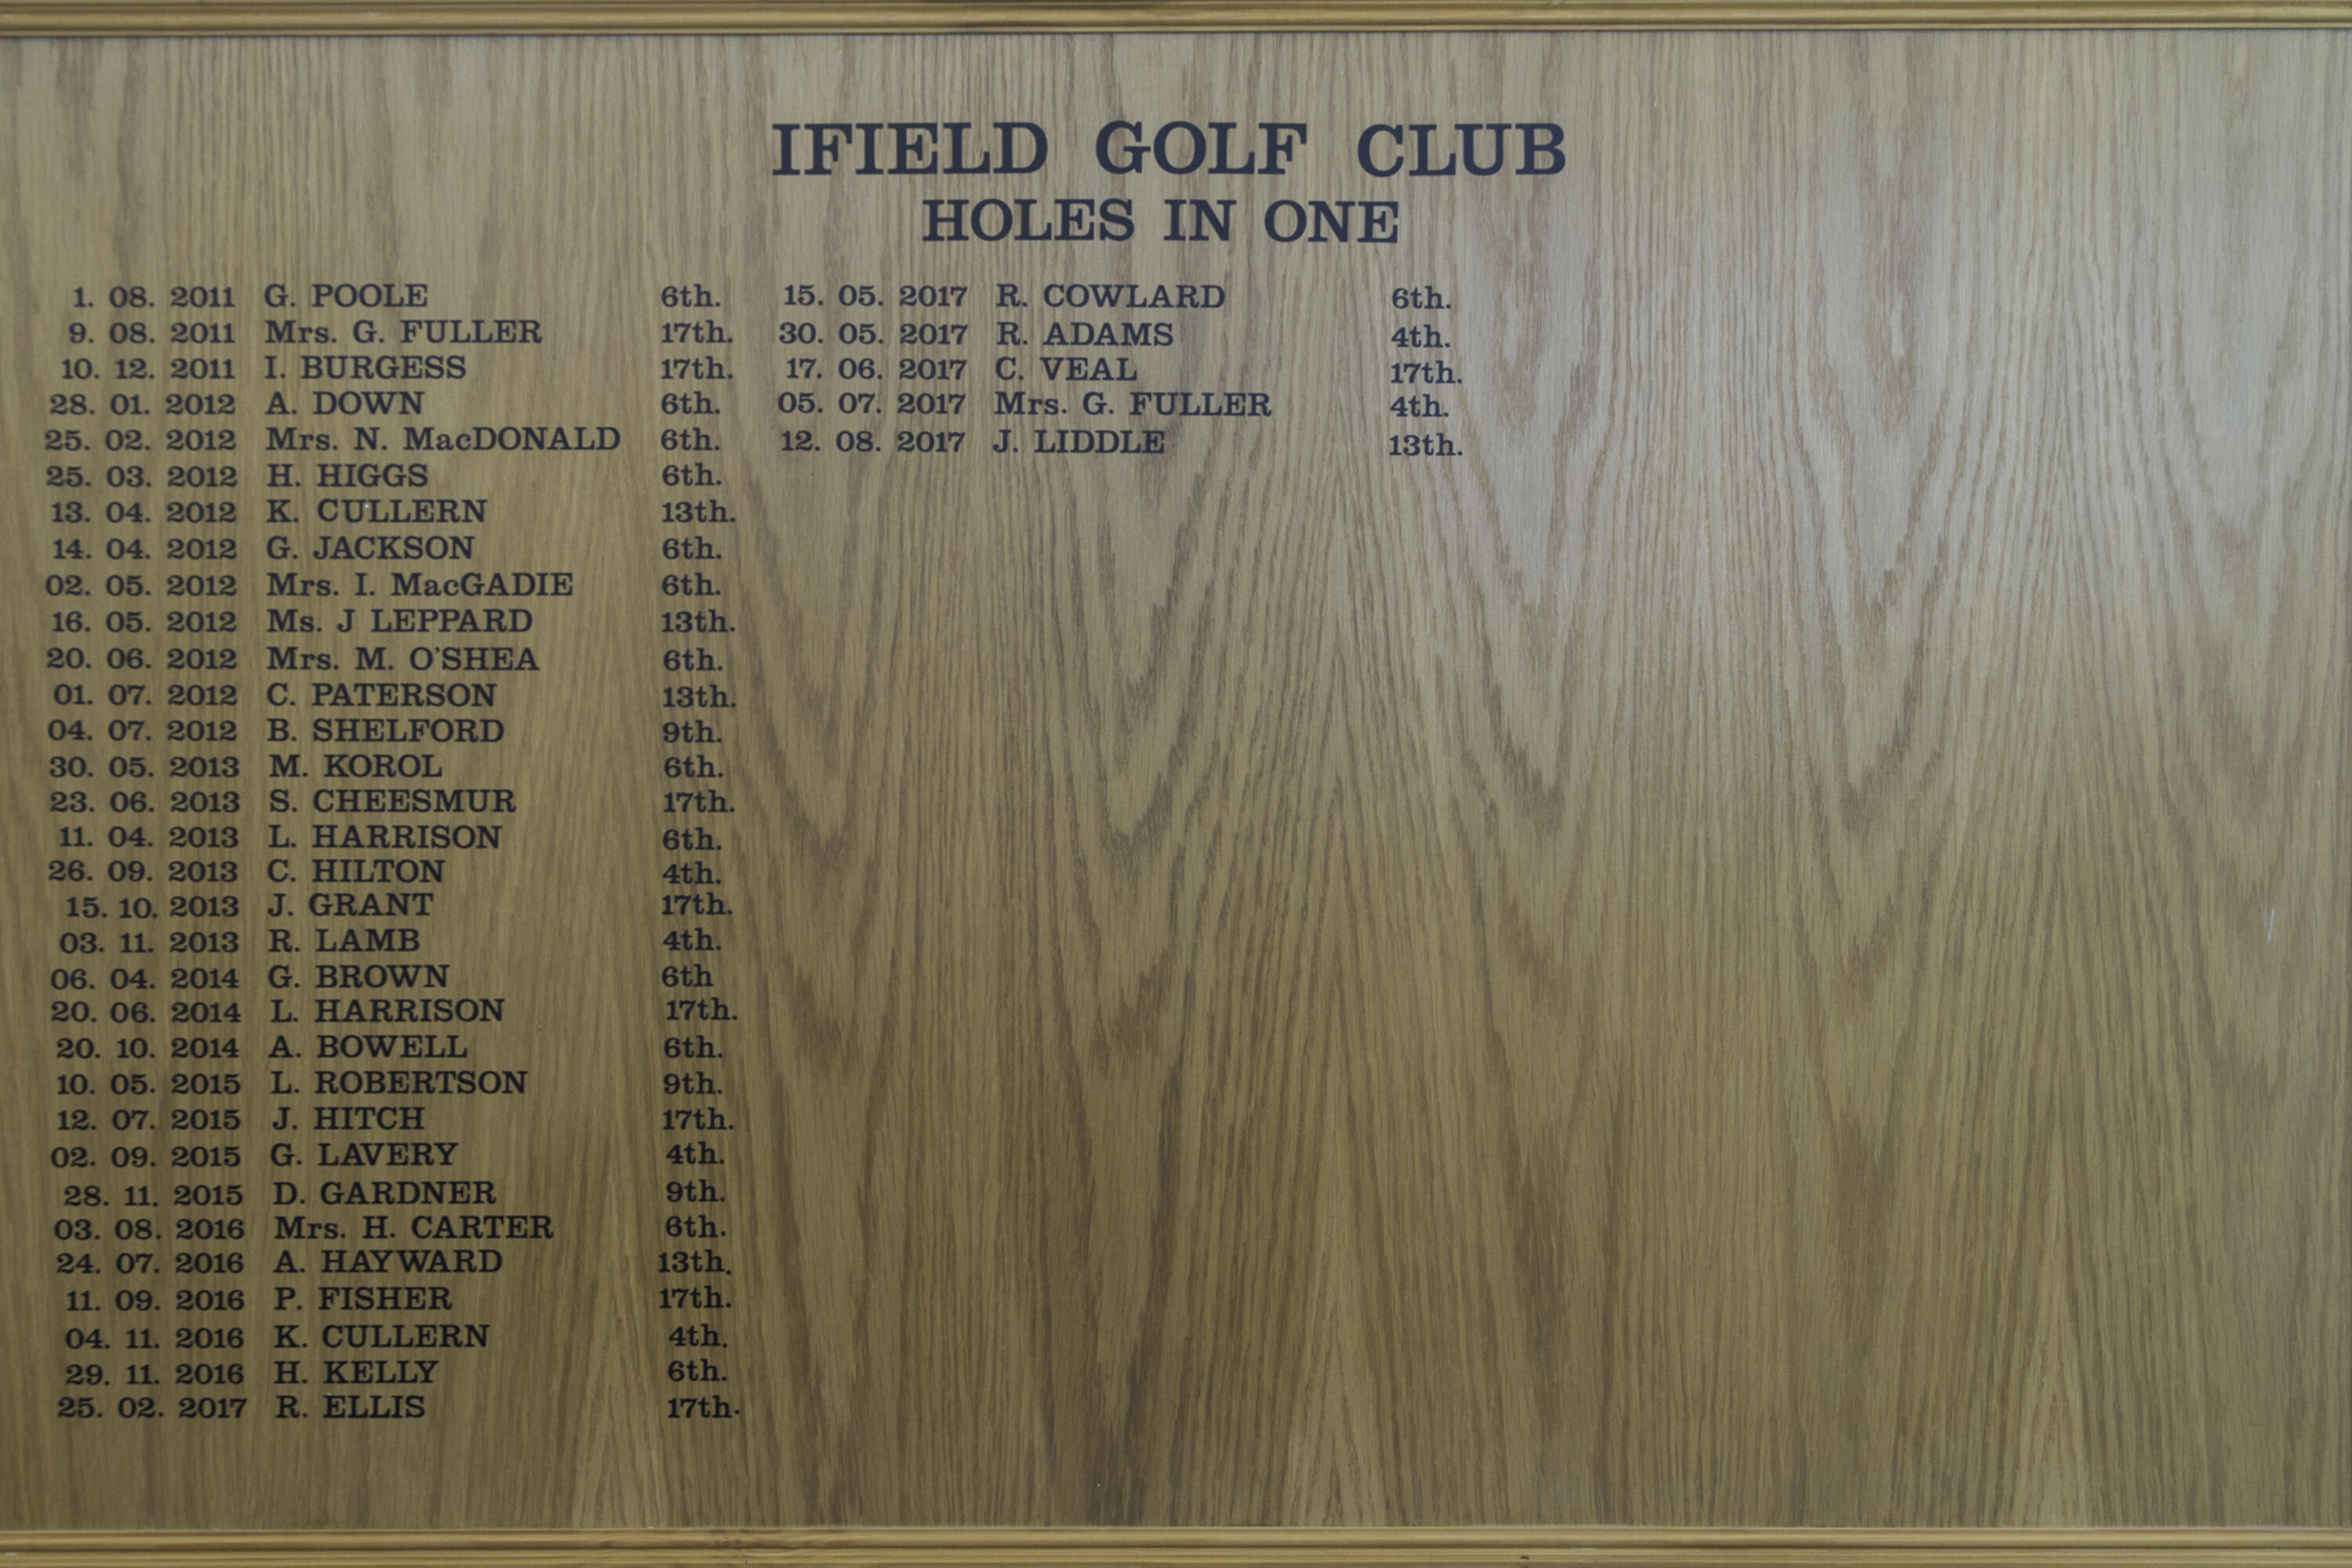 IFIELD GOLF CLUB
HOLES IN ONE
1. 08. 2011 G. POOLE 6th.
9. 08. 2011 Mrs. G. FULLER 17th.
10. 12. 2011 I. BURGESS 17th.
28. 01. 2012 A. DOWN 6th.
25. 02. 2012 Mrs. N. MacDONALD 6th.
25. 03. 2012 H. HIGGS 6th.
13. 04. 2012 K. CULLERN 13th.
14. 04. 2012 G. JACKSON 6th.
02. 05. 2012 Mrs. I. MacGADIE 6th.
16. 05. 2012 Ms. J LEPPARD 13th.
20. 06. 2012 Mrs. M. O'SHEA 6th.
01. 07. 2012 C. PATERSON 13th.
04. 07. 2012 B. SHELFORD 9th.
30. 05. 2013 M. KOROL 6th.
23. 06. 2013 S. CHEESMUR 17th.
11. 04. 2013 L. HARRISON 6th.
26. 09. 2013 C. HILTON 4th.
15. 10. 2013 J. GRANT 17th.
03. 11. 2013 R. LAMB 4th.
06. 04. 2014 G. BROWN 6th
20. 06. 2014 L. HARRISON 17th.
20. 10. 2014 A. BOWELL 6th.
10. 05. 2015 L. ROBERTSON 9th.
12. 07. 2015 J. HITCH 17th.
02. 09. 2015 G. LAVERY 4th.
28. 11. 2015 D. GARDNER 9th.
03. 08. 2016 Mrs. H. CARTER 6th.
24. 07. 2016 A. HAYWARD 13th.
11. 09. 2016 P. FISHER 17th.
04. 11. 2016 K. CULLERN 4th.
29. 11. 2016 H. KELLY 6th.
25. 02. 2017 R. ELLIS 17th.
15. 05. 2017 R. COWLARD 6th.
30. 05. 2017 R. ADAMS 4th.
17. 06. 2017 C. VEAL 17th.
05. 07. 2017 Mrs. G. FULLER 4th.
12. 08. 2017 J. LIDDLE 13th.